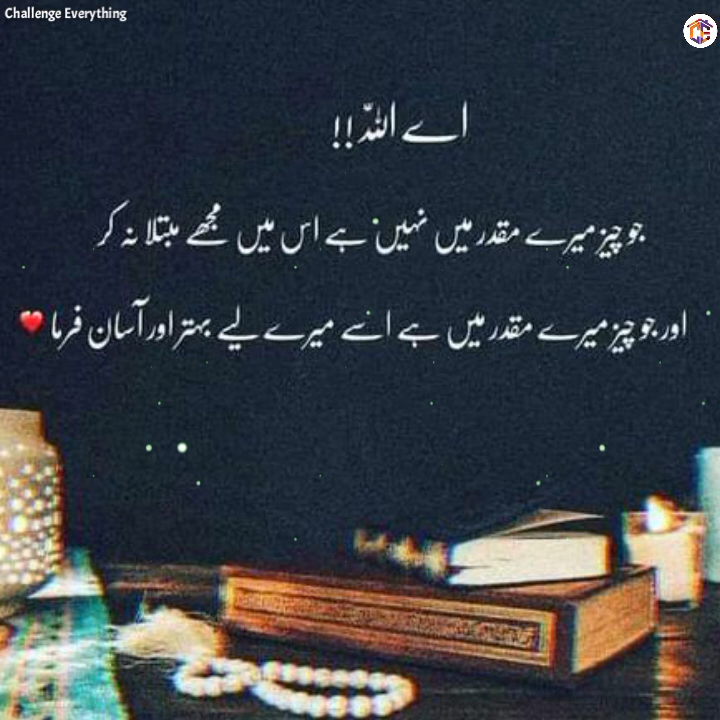 Challenge Everything
اے اللہ !!
جو چیز میرے مقدر میں نہیں ہے اس میں مجھے مبتلا نہ کر
اور جو چیز میرے مقدر میں ہے اسے میرے لیے بہتر اور آسان فرما ❤